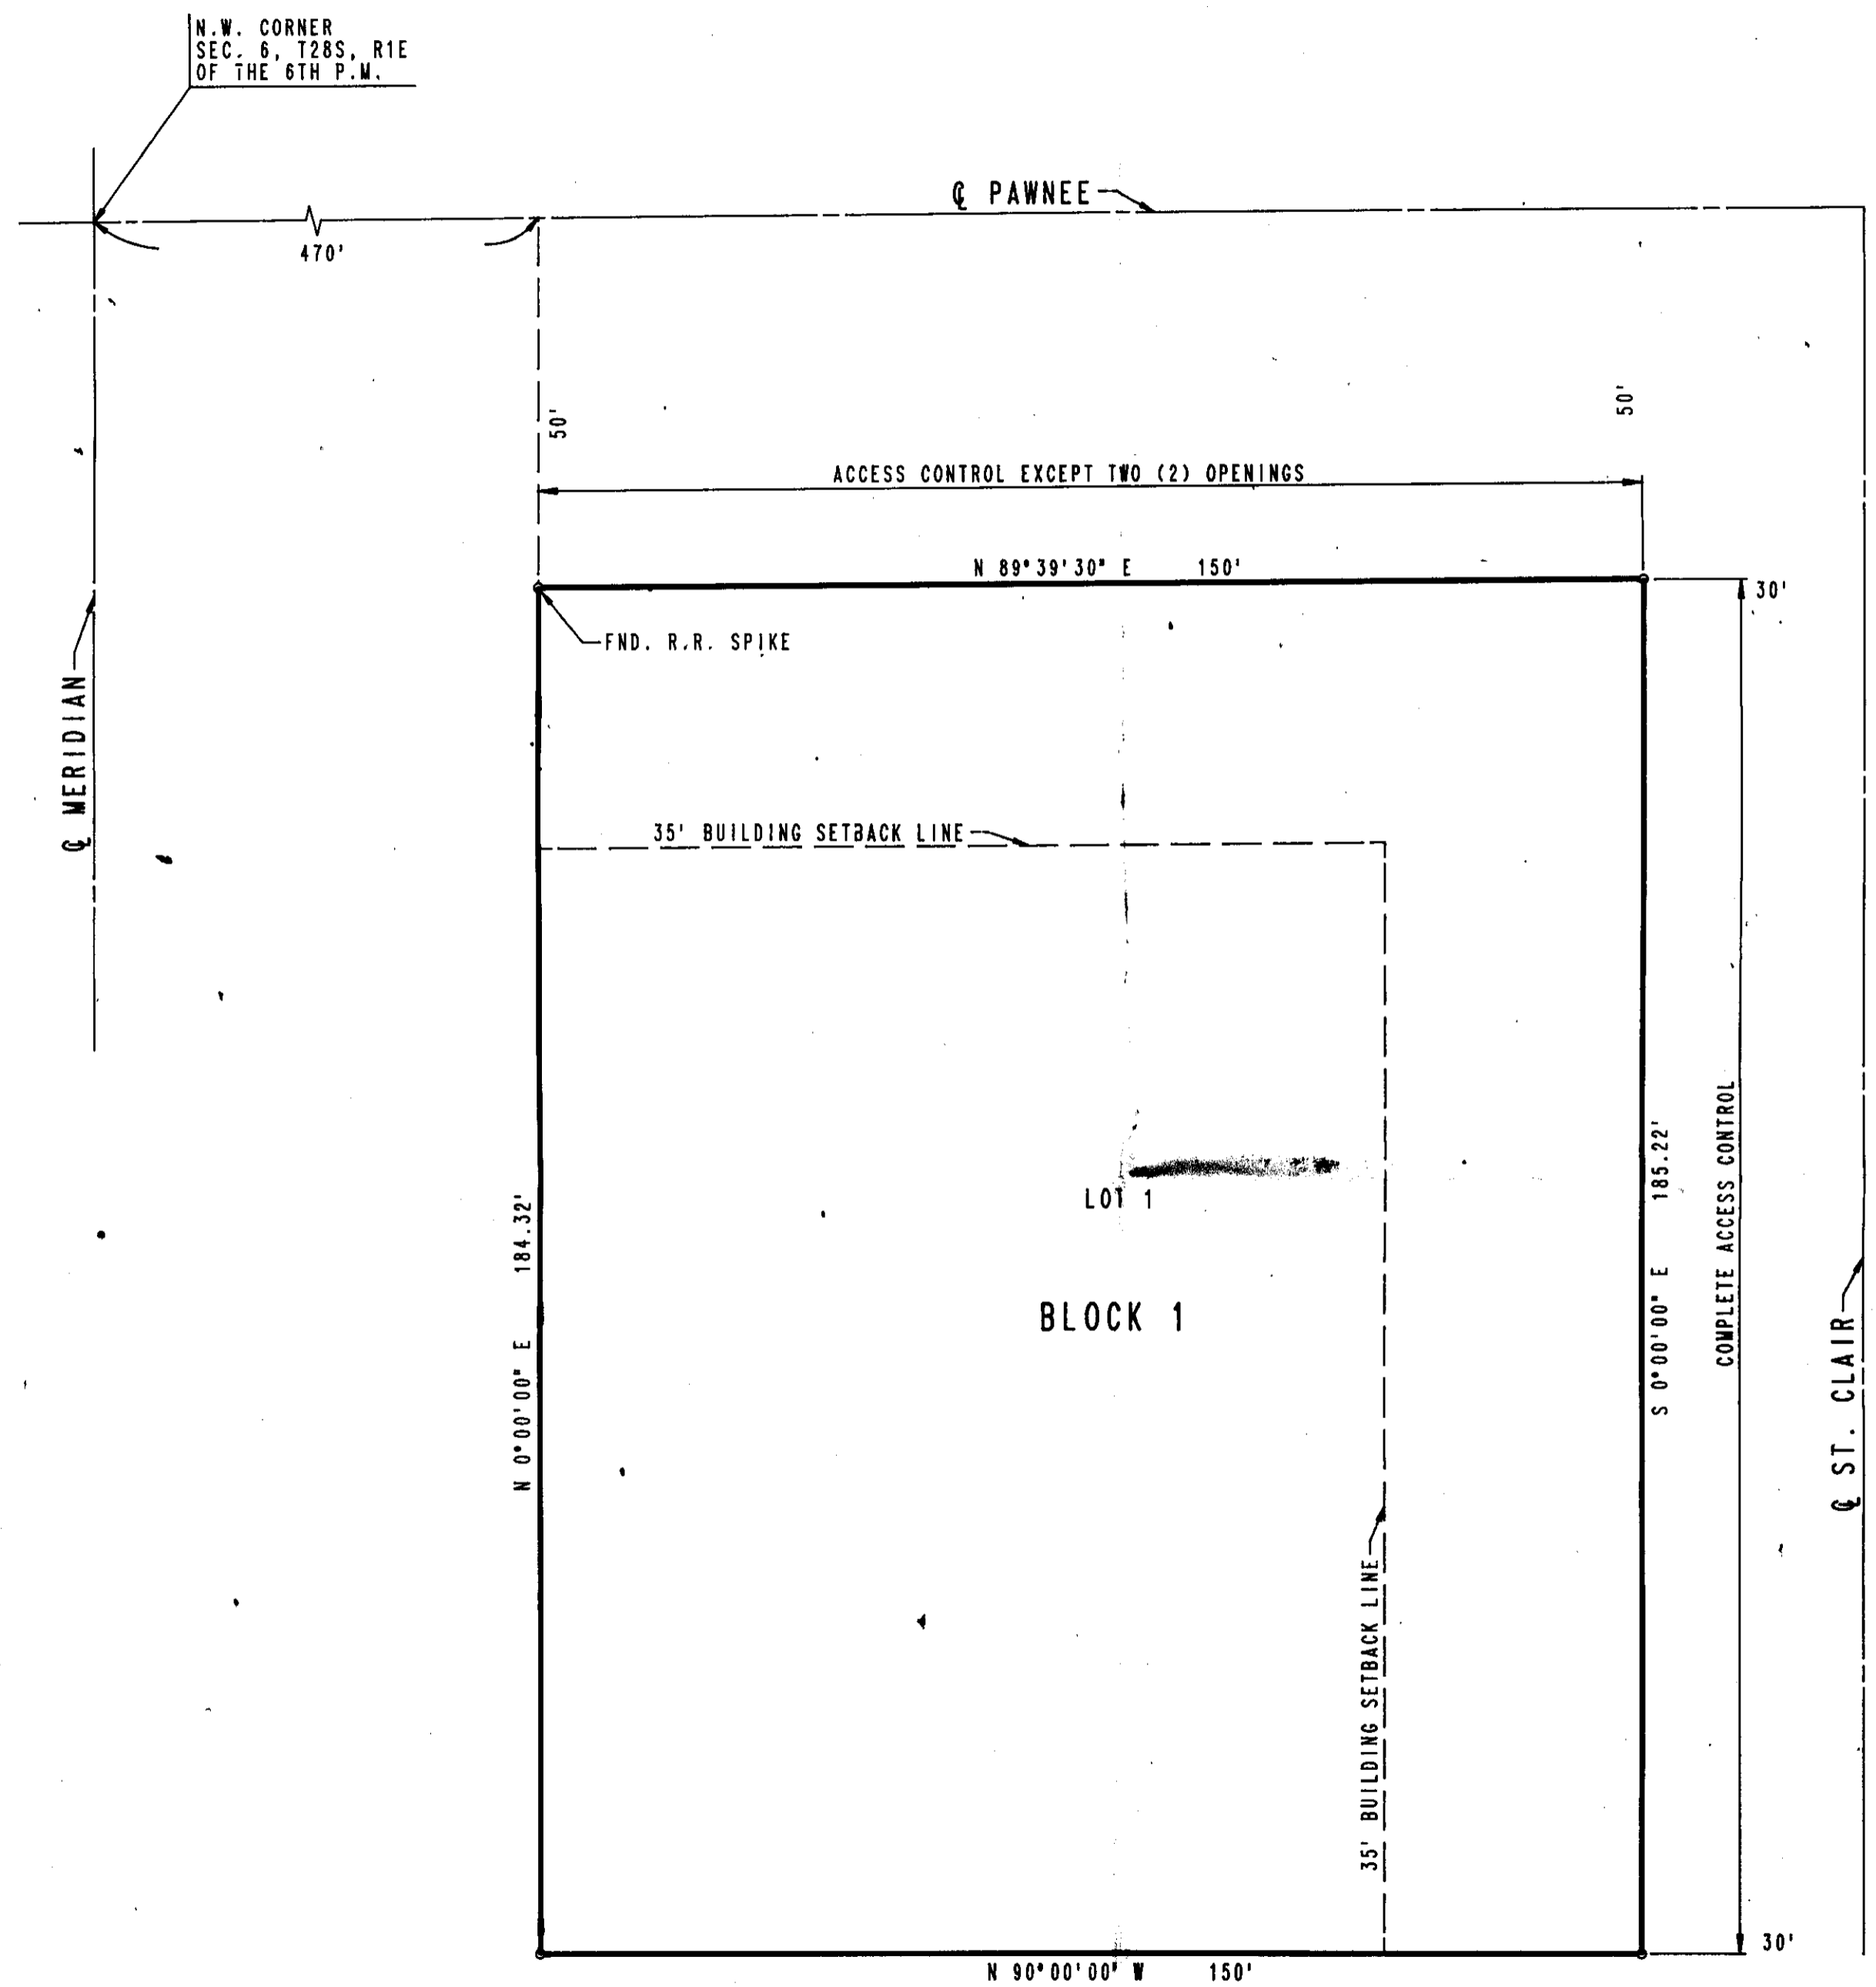 N.W. CORNER
SEC. 6, T28S, R1E
OF THE 6TH P.M.
℄ PAWNEE
470'
50'
50'
ACCESS CONTROL EXCEPT TWO (2) OPENINGS
N 89°39'30" E 150'
30'
FND. R.R. SPIKE
℄ MERIDIAN
35' BUILDING SETBACK LINE
LOT 1
BLOCK 1
N 0°00'00" E 184.32'
S 0°00'00" E 185.22'
COMPLETE ACCESS CONTROL
℄ ST. CLAIR
35' BUILDING SETBACK LINE
30'
N 90°00'00" W 150'